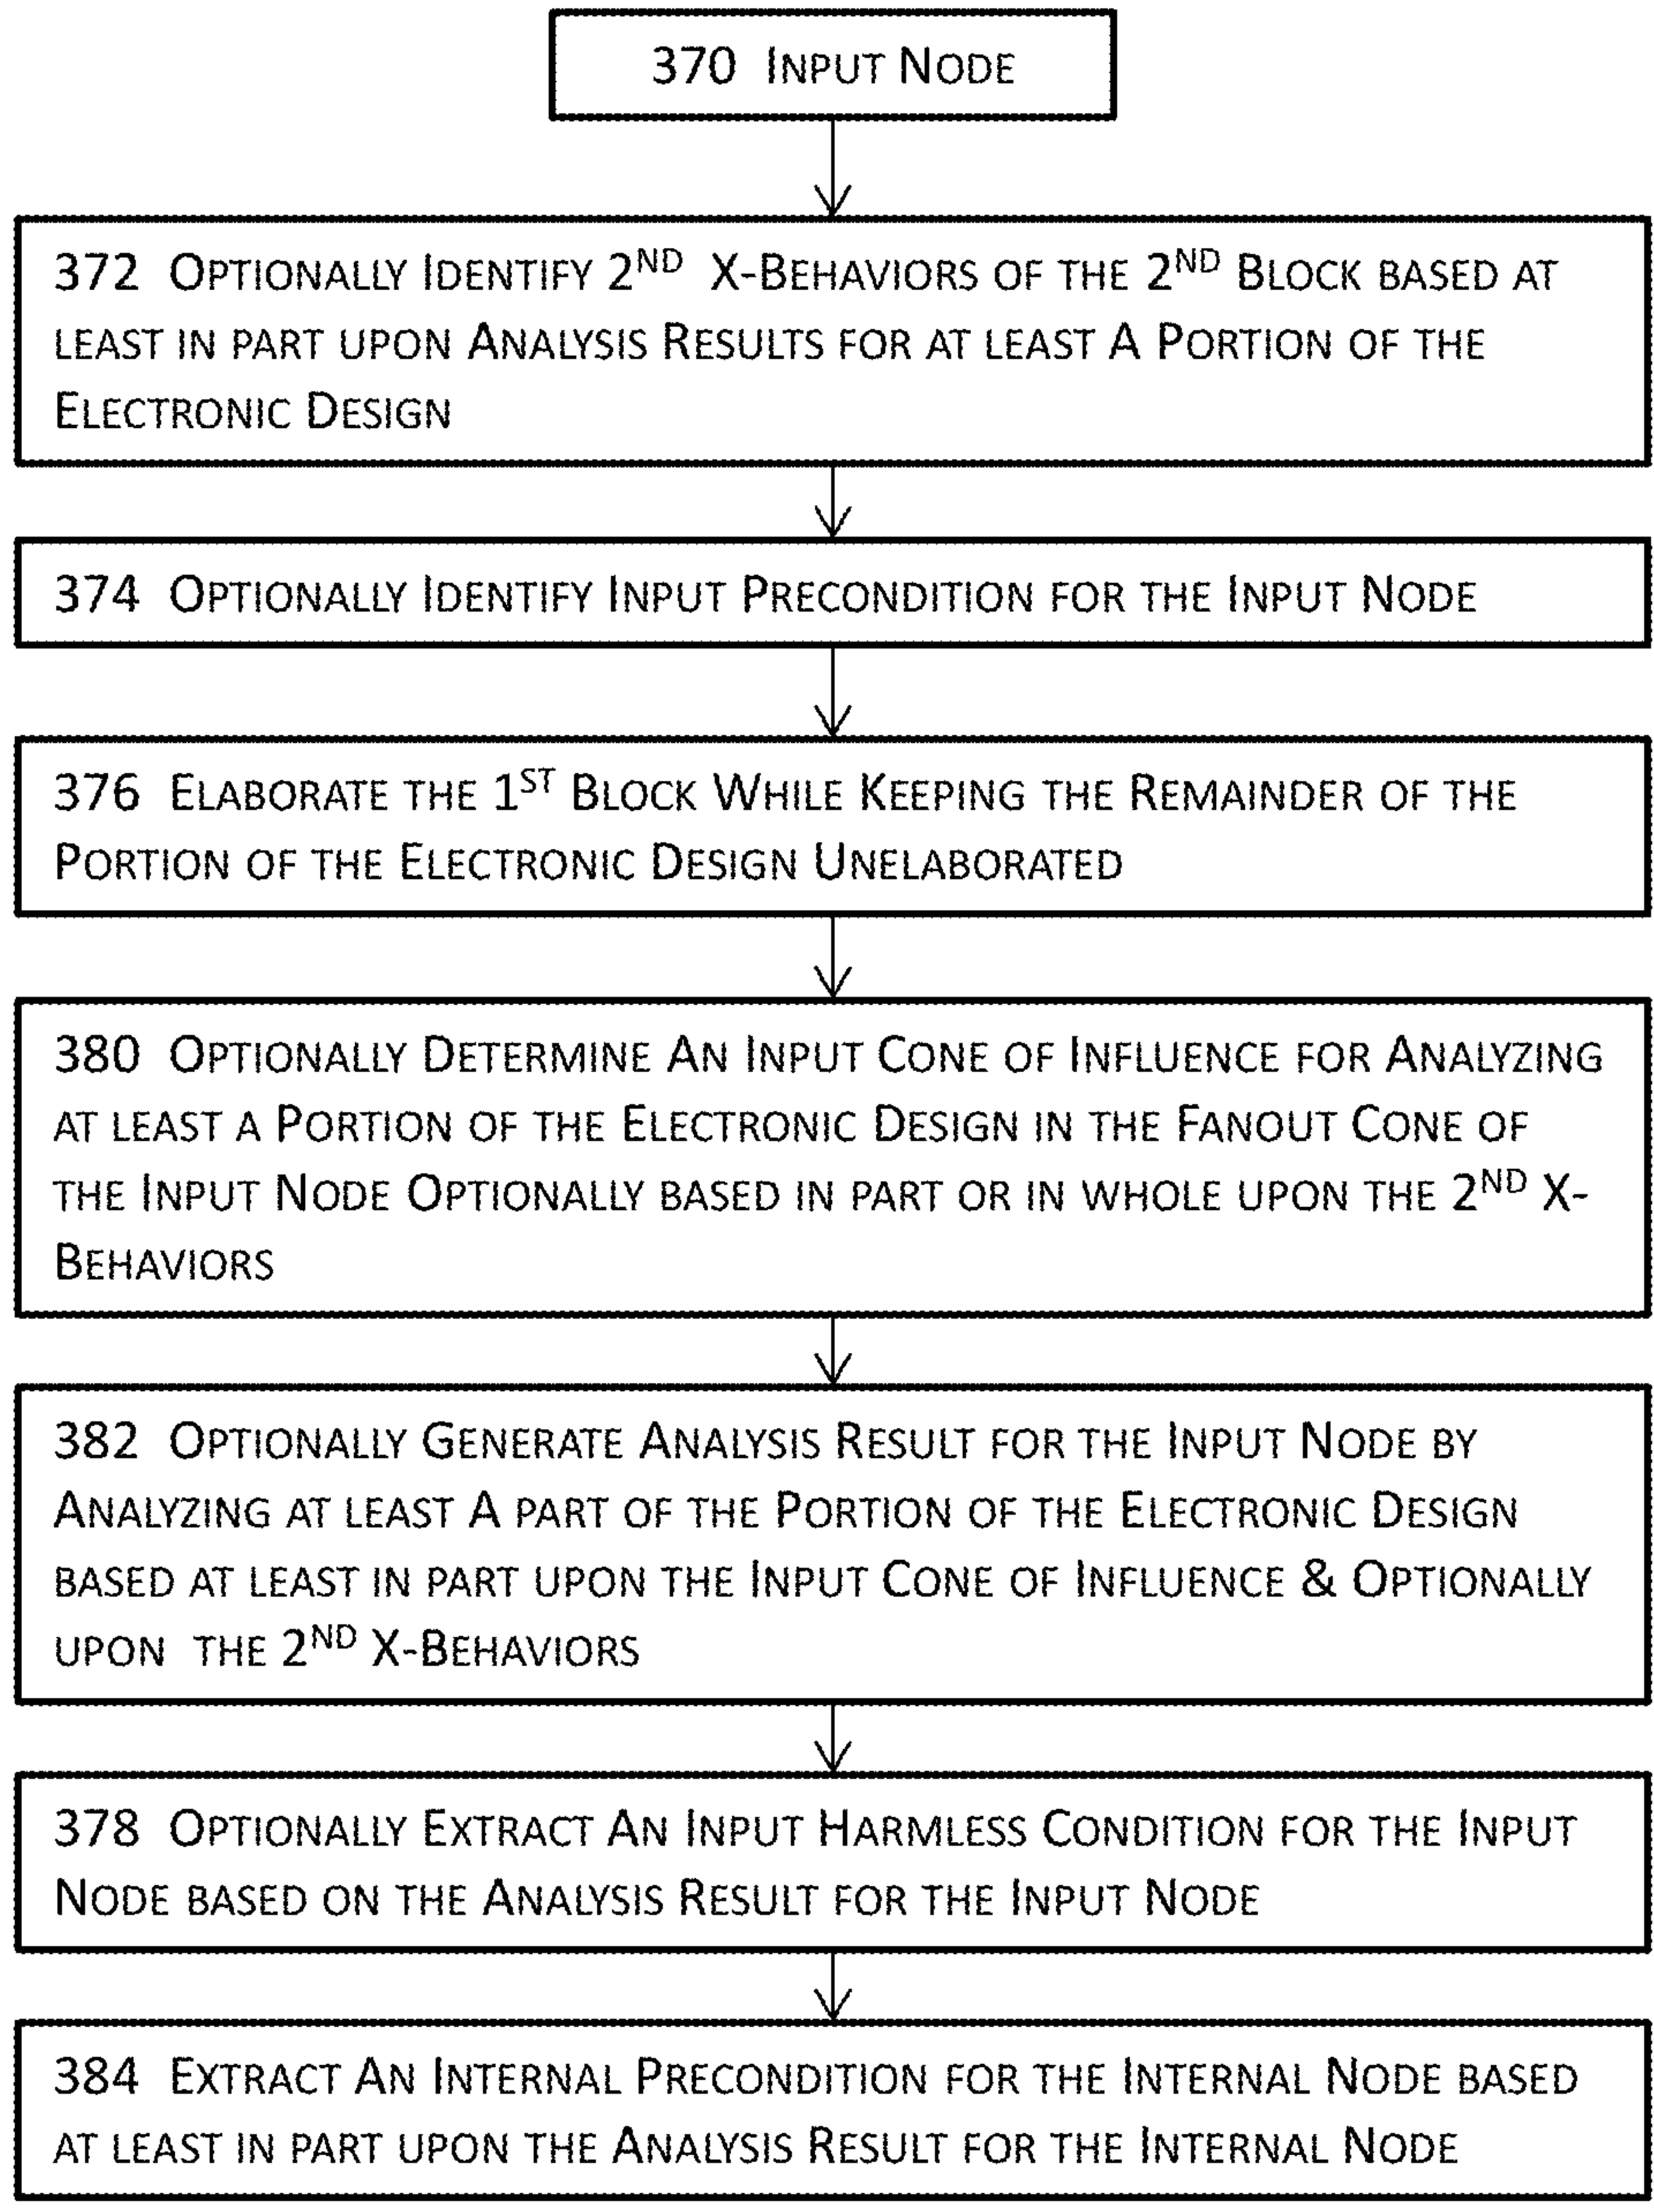 370 INPUT NODE
372 OPTIONALLY IDENTIFY 2ND X-BEHAVIORS OF THE 2ND BLOCK BASED AT
LEAST IN PART UPON ANALYSIS RESULTS FOR AT LEAST A PORTION OF THE
ELECTRONIC DESIGN
374 OPTIONALLY IDENTIFY INPUT PRECONDITION FOR THE INPUT NODE
376 ELABORATE THE 1ST BLOCK WHILE KEEPING THE REMAINDER OF THE
PORTION OF THE ELECTRONIC DESIGN UNELABORATED
380 OPTIONALLY DETERMINE AN INPUT CONE OF INFLUENCE FOR ANALYZING
AT LEAST A PORTION OF THE ELECTRONIC DESIGN IN THE FANOUT CONE OF
THE INPUT NODE OPTIONALLY BASED IN PART OR IN WHOLE UPON THE 2ND X-
BEHAVIORS
382 OPTIONALLY GENERATE ANALYSIS RESULT FOR THE INPUT NODE BY
ANALYZING AT LEAST A PART OF THE PORTION OF THE ELECTRONIC DESIGN
BASED AT LEAST IN PART UPON THE INPUT CONE OF INFLUENCE & OPTIONALLY
UPON THE 2ND X-BEHAVIORS
378 OPTIONALLY EXTRACT AN INPUT HARMLESS CONDITION FOR THE INPUT
NODE BASED ON THE ANALYSIS RESULT FOR THE INPUT NODE
384 EXTRACT AN INTERNAL PRECONDITION FOR THE INTERNAL NODE BASED
AT LEAST IN PART UPON THE ANALYSIS RESULT FOR THE INTERNAL NODE